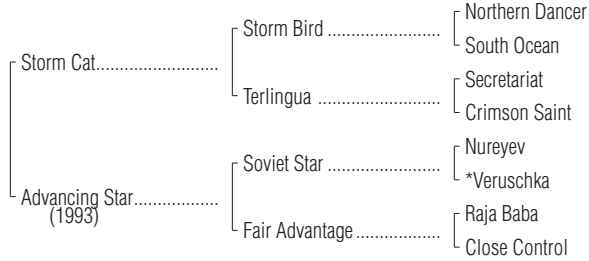 Northern Dancer
Storm Bird ........................
South Ocean
Storm Cat..........................
Secretariat
Terlingua ..........................
Crimson Saint
Nureyev
Soviet Star ........................
*Veruschka
Advancing Star..................
(1993)
Raja Baba
Fair Advantage..................
Close Control